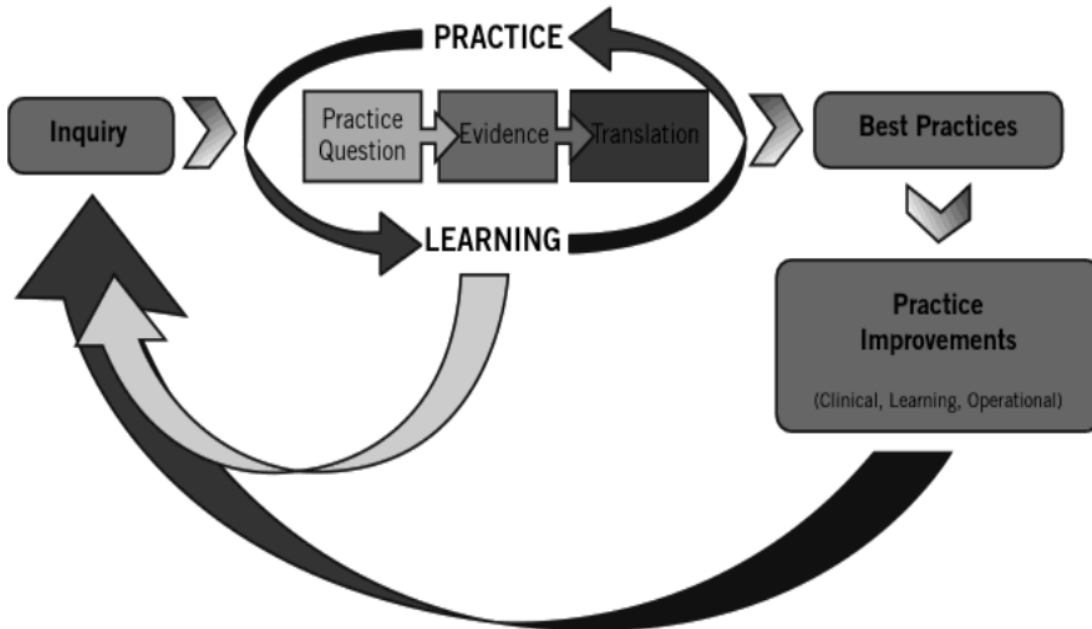 PRACTICE
Inquiry
Practice
Question
Evidence
Translation
Best Practices
LEARNING
Practice
Improvements
(Clinical, Learning, Operational)